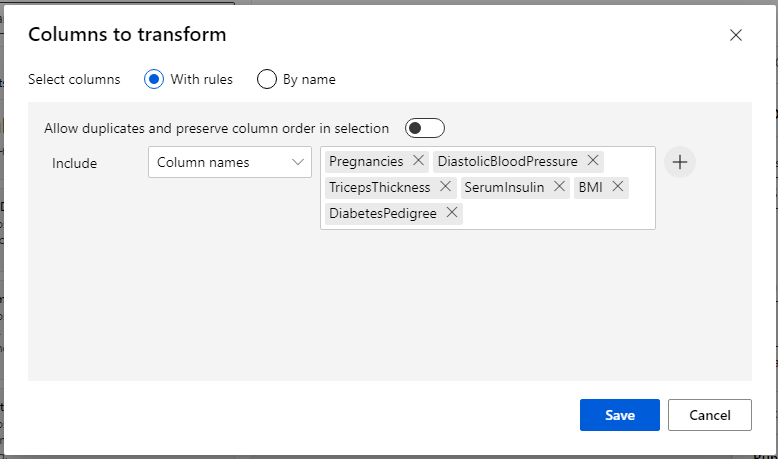 Columns to transform
Select columns With rules By name
Allow duplicates and preserve column order in selection
Include Column names Pregnancies DiastolicBloodPressure
TricepsThickness SerumInsulin BMI
DiabetesPedigree
Save Cancel